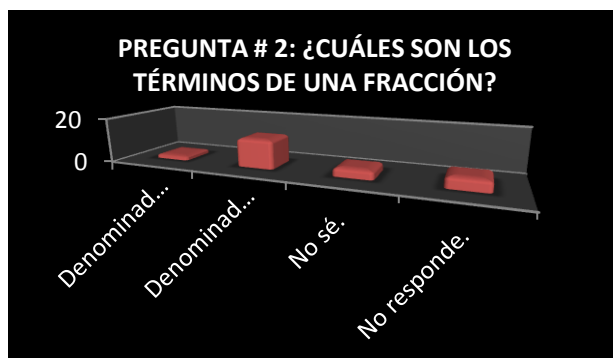 PREGUNTA # 2: ¿CUÁLES SON LOS
TÉRMINOS DE UNA FRACCIÓN?
20
0
Denominad...
Denominad...
No sé.
No responde.